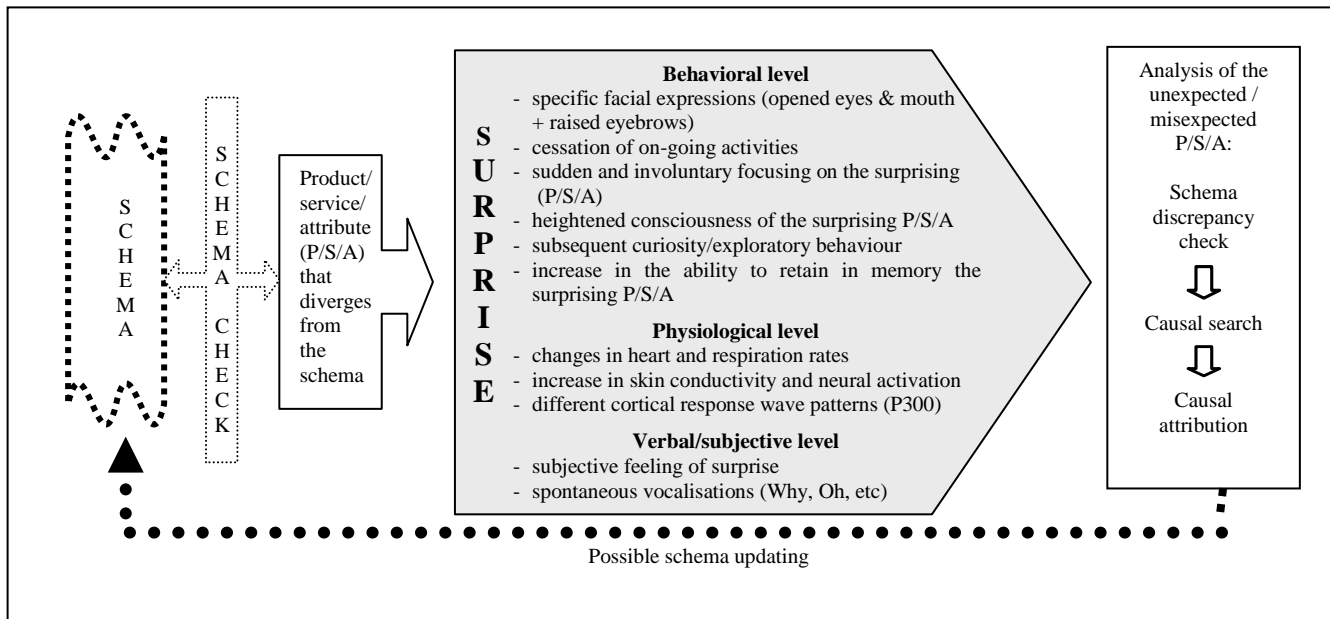 S
C
H
E
M
A
S
C
H
E
M
A
C
H
E
C
K
Product/
service/
attribute
(P/S/A)
that
diverges
from
the
schema
S
U
R
P
R
I
S
E
Behavioral level
- specific facial expressions (opened eyes & mouth
+ raised eyebrows)
- cessation of on-going activities
- sudden and involuntary focusing on the surprising
(P/S/A)
- heightened consciousness of the surprising P/S/A
- subsequent curiosity/exploratory behaviour
- increase in the ability to retain in memory the
surprising P/S/A
Physiological level
- changes in heart and respiration rates
- increase in skin conductivity and neural activation
- different cortical response wave patterns (P300)
Verbal/subjective level
- subjective feeling of surprise
- spontaneous vocalisations (Why, Oh, etc)
Analysis of the
unexpected /
misexpected
P/S/A:
Schema
discrepancy
check
Causal search
Causal
attribution
Possible schema updating